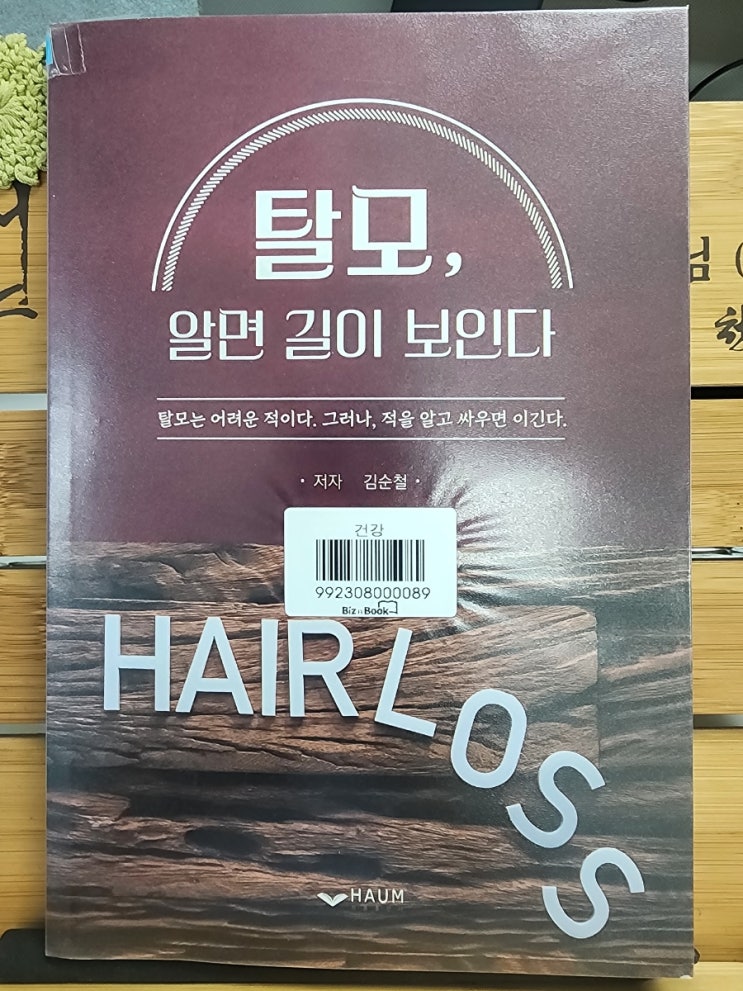 탈모,
알면 길이 보인다
탈모는 어려운 적이다. 그러나, 적을 알고 싸우면 이긴다.
• 저자 김순철 •
건강
992308000089
Biz n Book
HAIR LOSS
HAUM
님 (